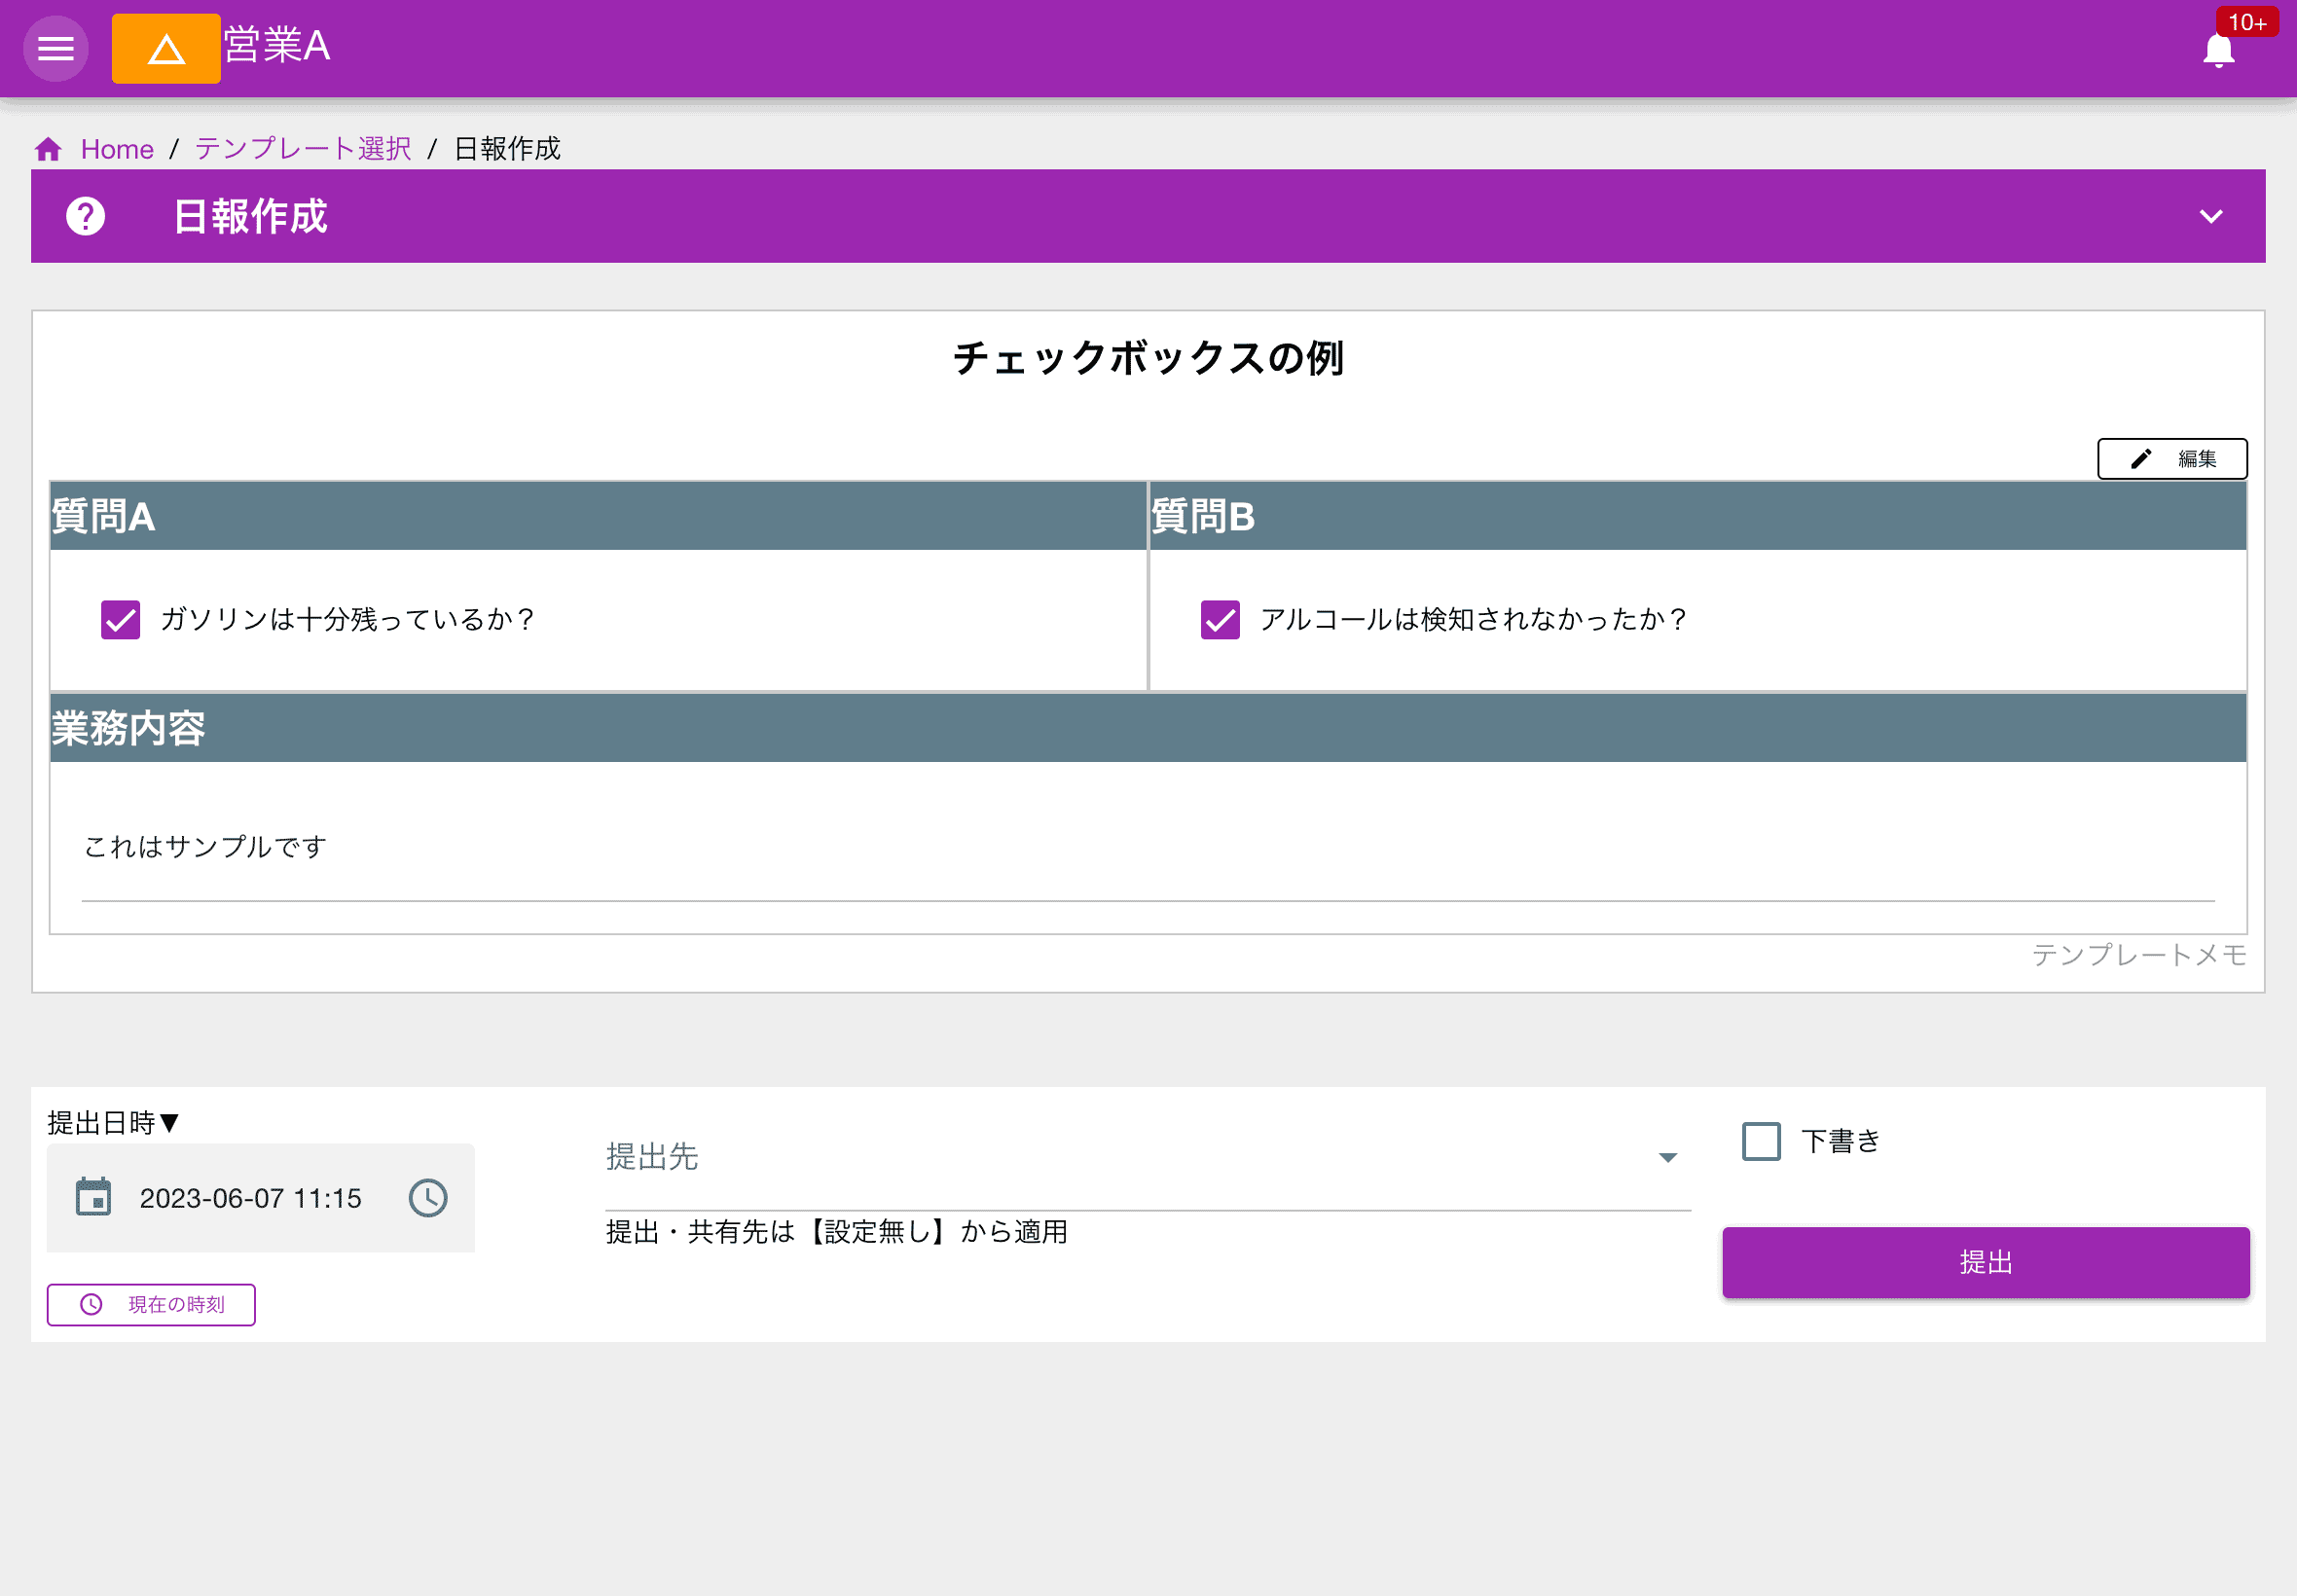 営業A
10+
Home / テンプレート選択 / 日報作成
日報作成
チェックボックスの例
編集
質問A
質問B
ガソリンは十分残っているか？
アルコールは検知されなかったか？
業務内容
これはサンプルです
テンプレートメモ
提出日時▼
2023-06-07 11:15
現在の時刻
提出先
提出・共有先は【設定無し】から適用
下書き
提出